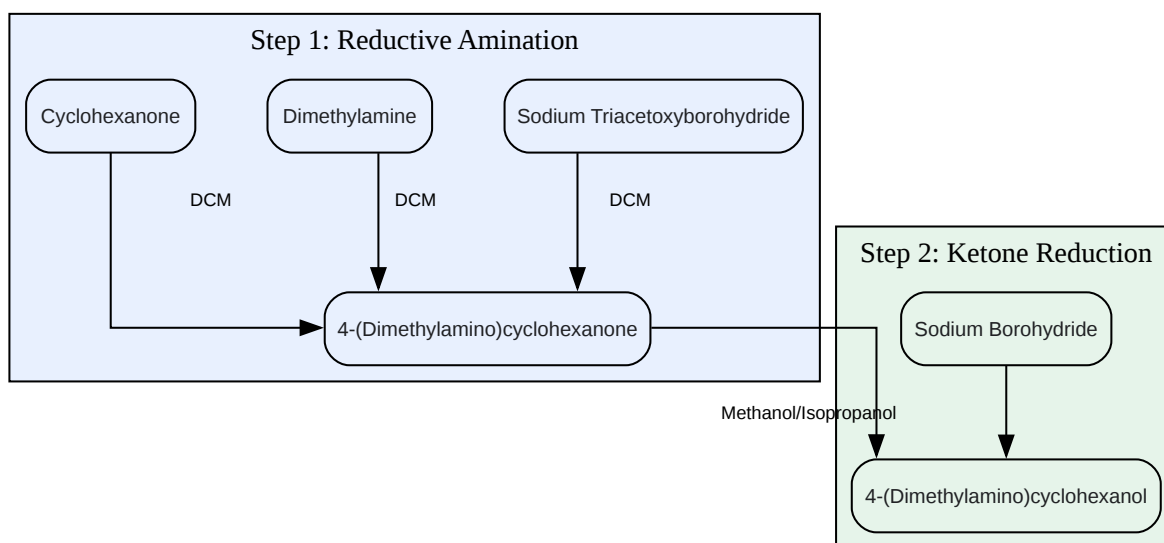 Step 1: Reductive Amination
Cyclohexanone
Dimethylamine
Sodium Triacetoxyborohydride
DCM
DCM
DCM
4-(Dimethylamino)cyclohexanone
Step 2: Ketone Reduction
Sodium Borohydride
Methanol/Isopropanol
4-(Dimethylamino)cyclohexanol